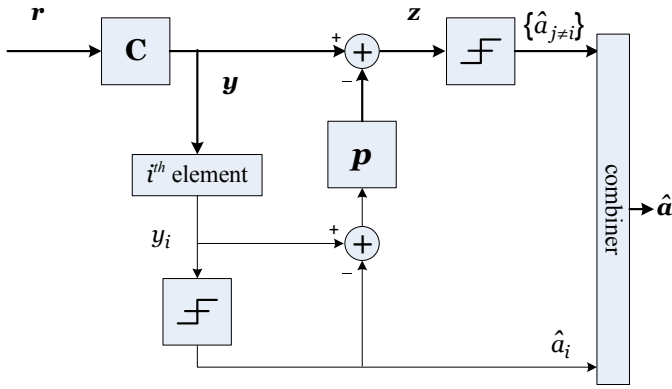 r
C
y
+
−
z
{â_{j≠i}}
i^{th} element
p
y_i
+
−
â_i
combiner
â